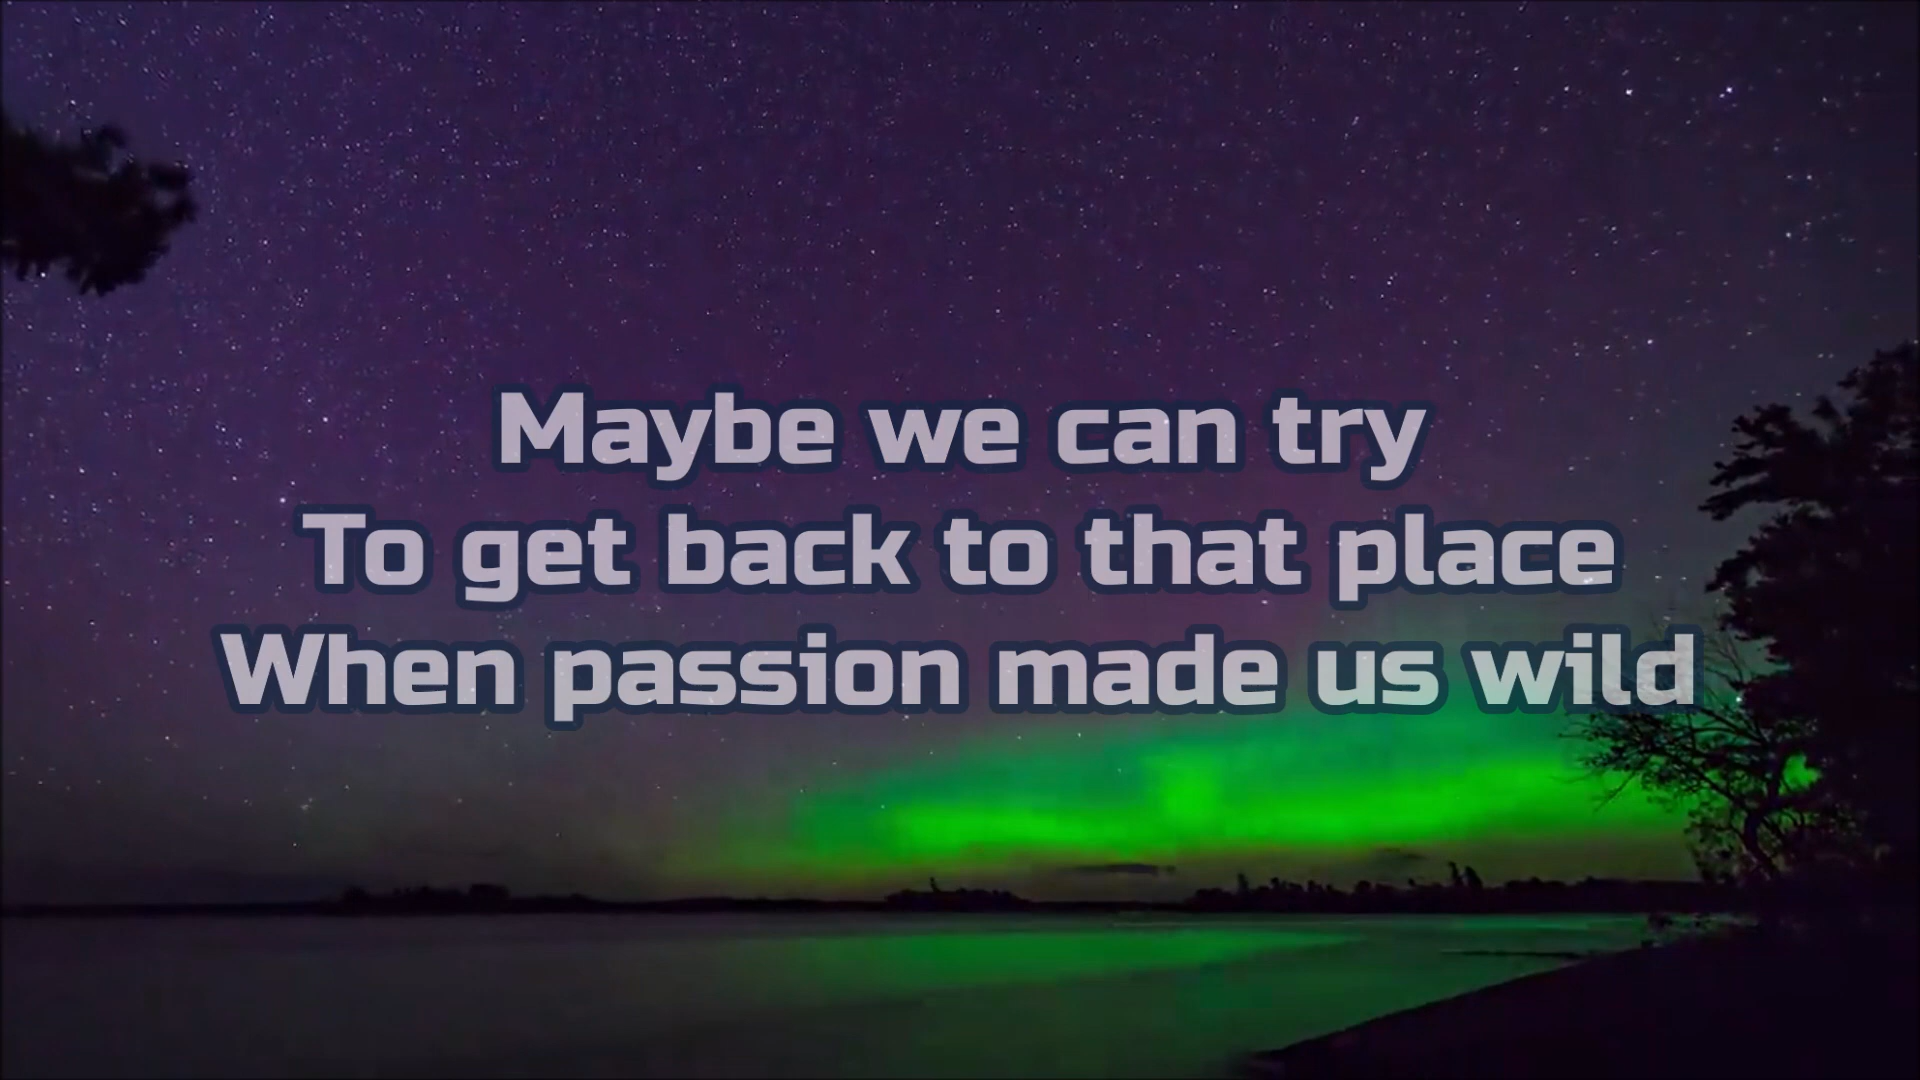 Maybe we can try
To get back to that place
When passion made us wild